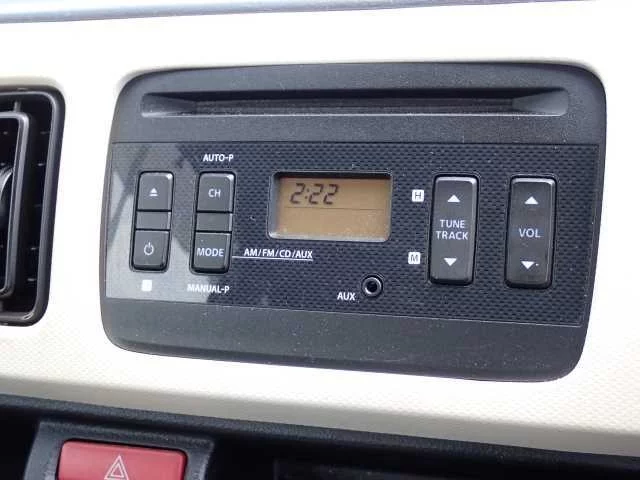 AUTO-P
CH
2:22
H
TUNE
TRACK
VOL
MODE
AM/FM/CD/AUX
M
MANUAL-P
AUX